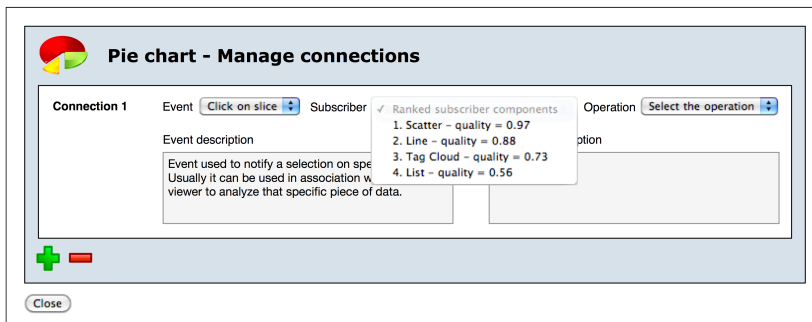 Pie chart - Manage connections
Connection 1 Event Click on slice Subscriber ✓ Ranked subscriber components Operation Select the operation
1. Scatter – quality = 0.97
2. Line – quality = 0.88
3. Tag Cloud – quality = 0.73
4. List – quality = 0.56
Event description
Event used to notify a selection on
Usually it can be used in association
viewer to analyze that specific piece of data.
Close